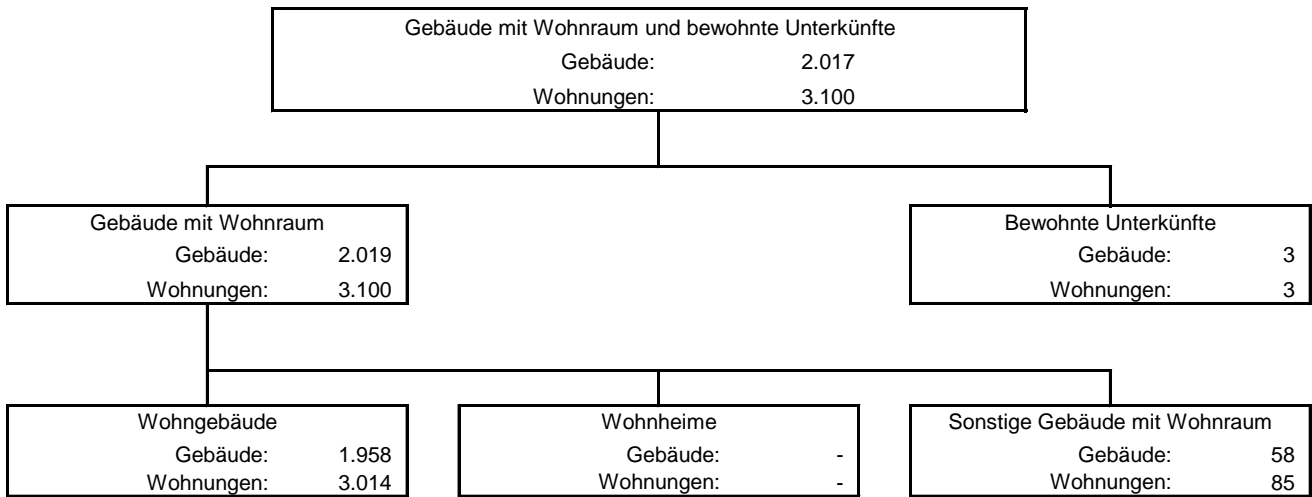 Gebäude mit Wohnraum und bewohnte Unterkünfte
Gebäude: 2.017
Wohnungen: 3.100
Gebäude mit Wohnraum
Gebäude: 2.019
Wohnungen: 3.100
Bewohnte Unterkünfte
Gebäude: 3
Wohnungen: 3
Wohngebäude
Gebäude: 1.958
Wohnungen: 3.014
Wohnheime
Gebäude: -
Wohnungen: -
Sonstige Gebäude mit Wohnraum
Gebäude: 58
Wohnungen: 85